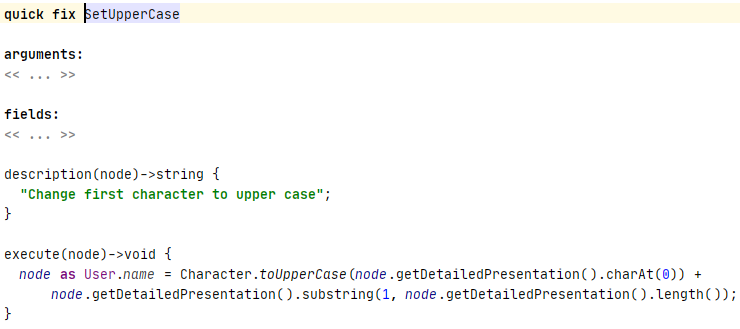 quick fix SetUpperCase
arguments:
<< ... >>
fields:
<< ... >>
description(node)->string {
"Change first character to upper case";
}
execute(node)->void {
node as User.name = Character.toUpperCase(node.getDetailedPresentation().charAt(0)) +
node.getDetailedPresentation().substring(1, node.getDetailedPresentation().length());
}